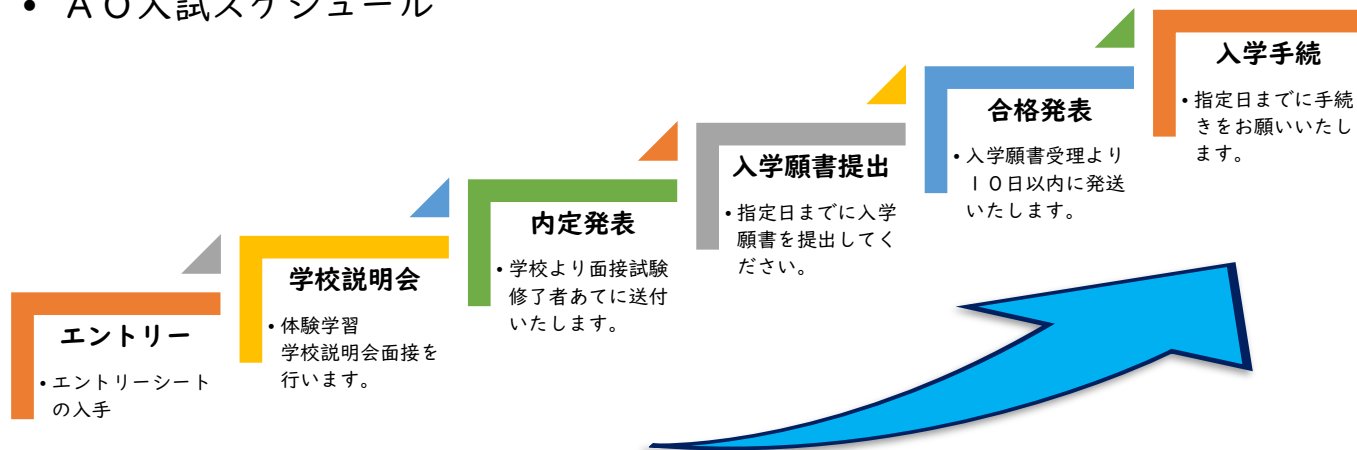 • AO入試スケジュール
エントリー
• エントリーシート
の入手
学校説明会
• 体験学習
学校説明会面接を
行います。
内定発表
• 学校より面接試験
修了者あてに送付
いたします。
入学願書提出
• 指定日までに入学
願書を提出してく
ださい。
合格発表
• 入学願書受理より
10日以内に発送
いたします。
入学手続
• 指定日までに手続
きをお願いいたし
ます。